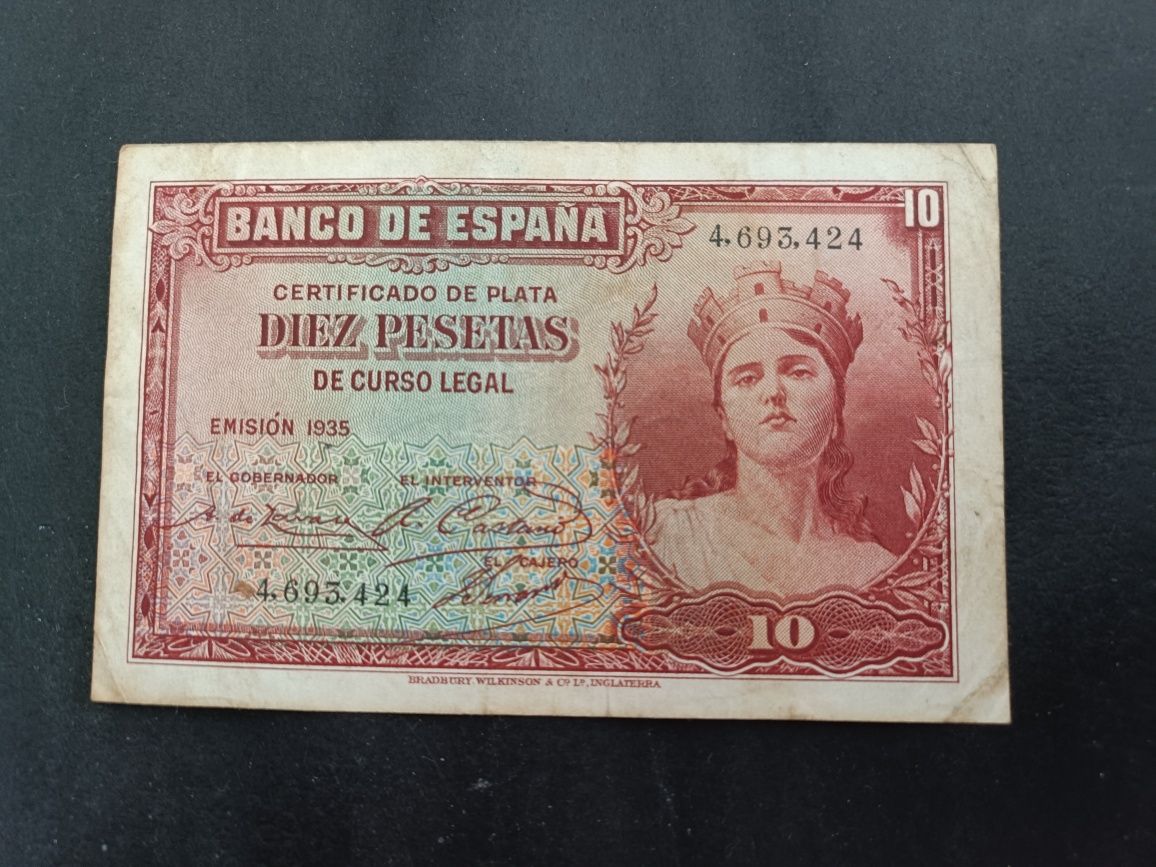 BANCO DE ESPAÑA
10
4,693,424
CERTIFICADO DE PLATA
DIEZ PESETAS
DE CURSO LEGAL
EMISIÓN 1935
EL GOBERNADOR EL INTERVENTOR
EL CAJERO
4.693.424
10
BRADBURY. WILKINSON & Cº Lᴰ. INGLATERRA